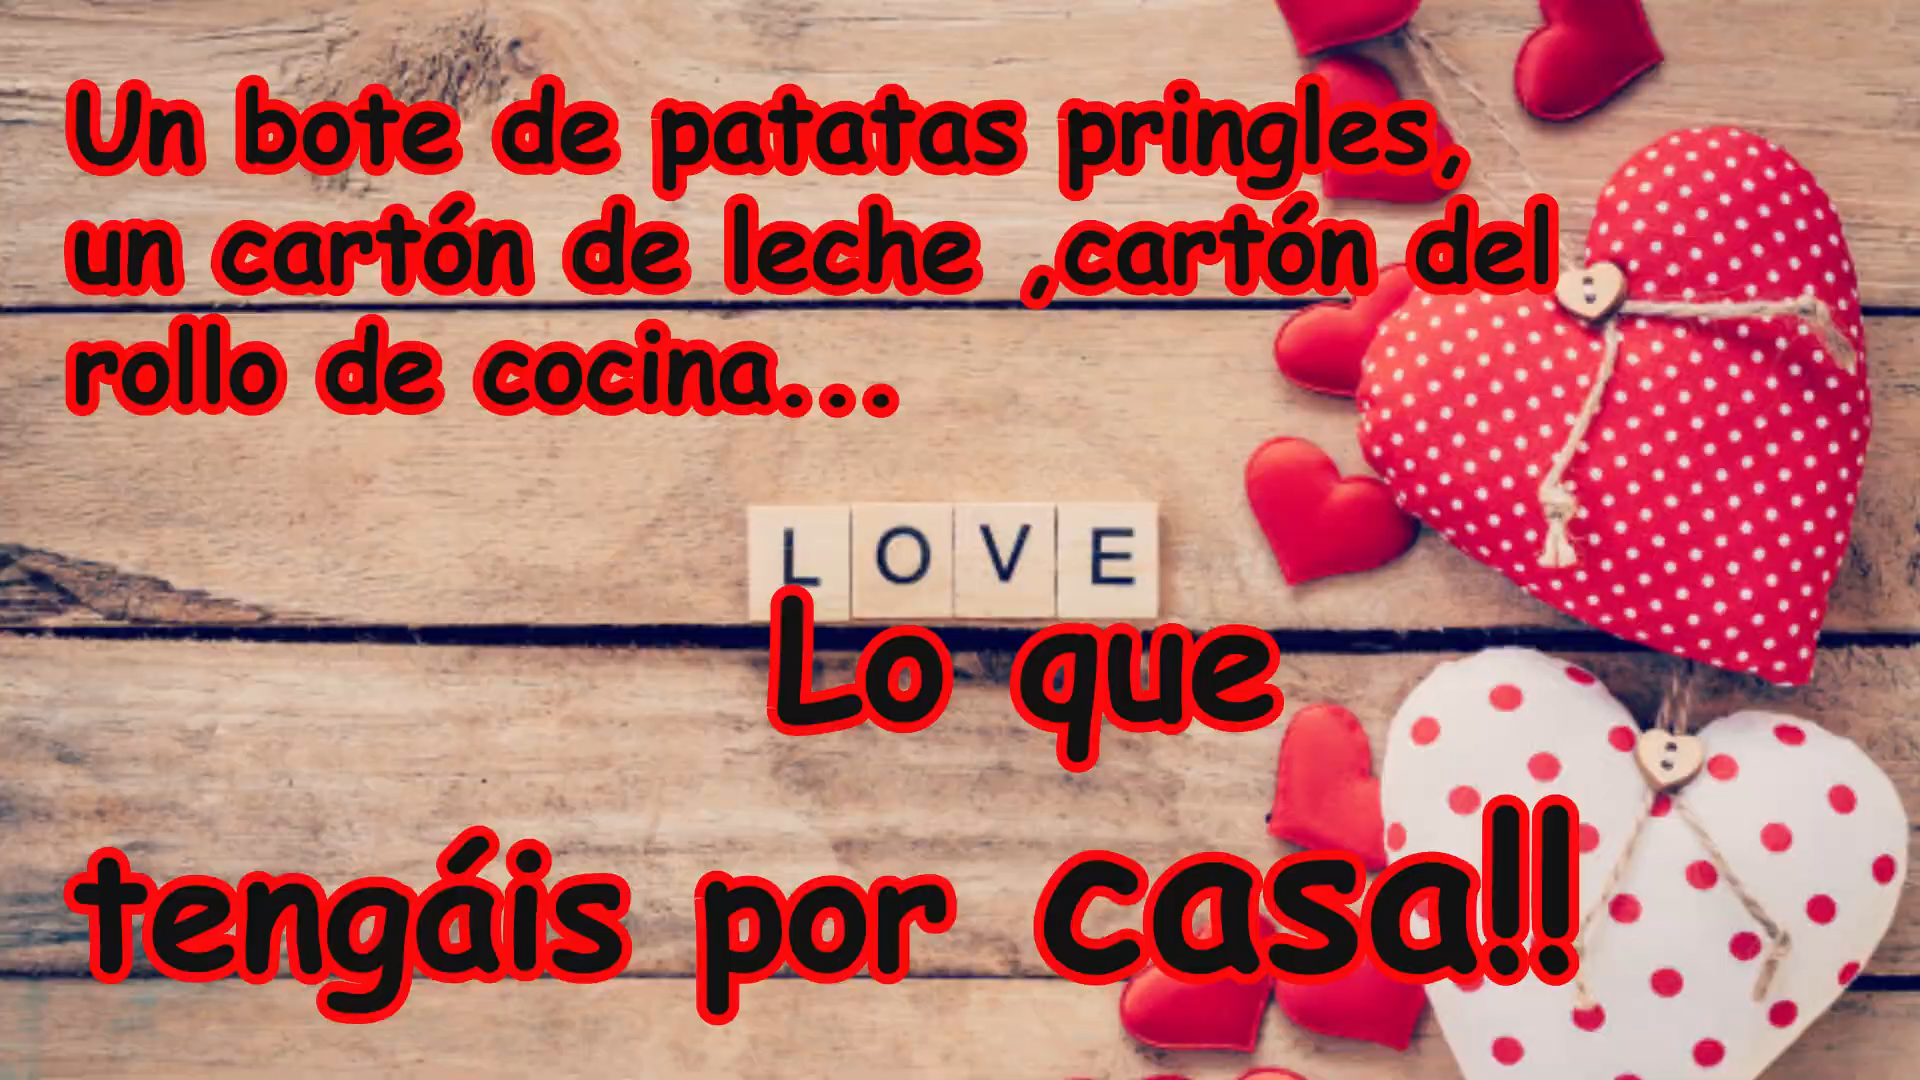 Un bote de patatas pringles,
un cartón de leche ,cartón del
rollo de cocina...
LOVE
Lo que
tengáis por casa!!